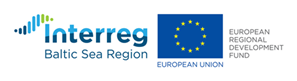 Interreg
Baltic Sea Region
EUROPEAN UNION
EUROPEAN
REGIONAL
DEVELOPMENT
FUND